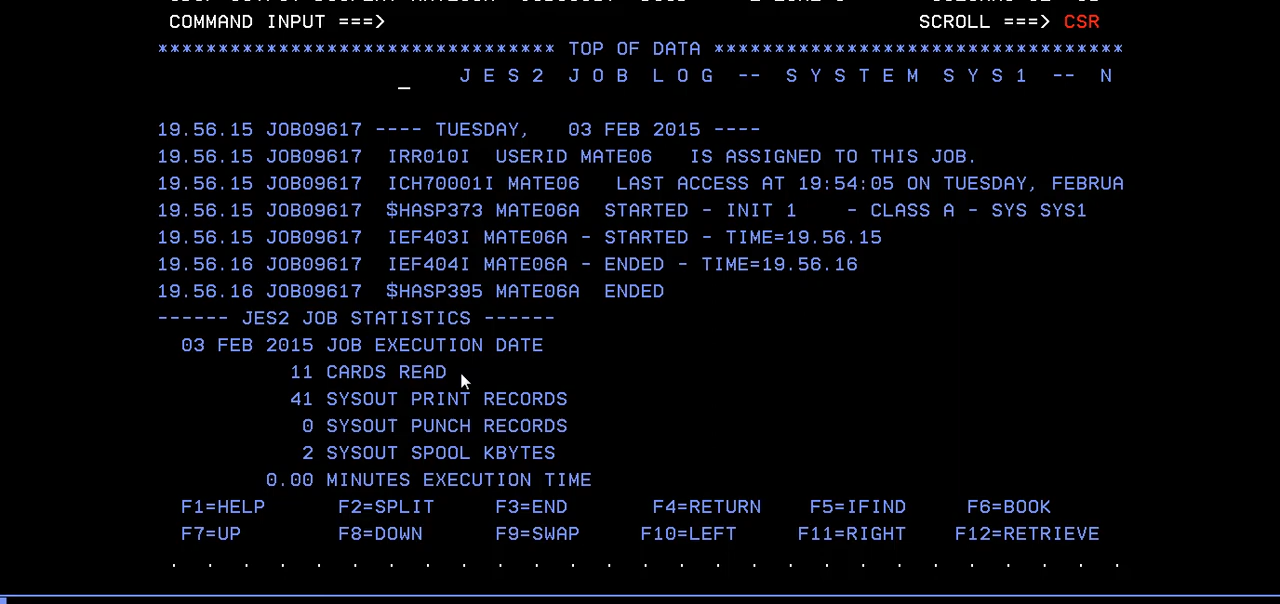 COMMAND INPUT ===> SCROLL ===> CSR
********************************* TOP OF DATA **********************************
_ J E S 2 J O B L O G -- S Y S T E M S Y S 1 -- N
19.56.15 JOB09617 ---- TUESDAY, 03 FEB 2015 ----
19.56.15 JOB09617 IRR010I USERID MATE06 IS ASSIGNED TO THIS JOB.
19.56.15 JOB09617 ICH70001I MATE06 LAST ACCESS AT 19:54:05 ON TUESDAY, FEBRUA
19.56.15 JOB09617 $HASP373 MATE06A STARTED - INIT 1 - CLASS A - SYS SYS1
19.56.15 JOB09617 IEF403I MATE06A - STARTED - TIME=19.56.15
19.56.16 JOB09617 IEF404I MATE06A - ENDED - TIME=19.56.16
19.56.16 JOB09617 $HASP395 MATE06A ENDED
------ JES2 JOB STATISTICS ------
03 FEB 2015 JOB EXECUTION DATE
11 CARDS READ
41 SYSOUT PRINT RECORDS
0 SYSOUT PUNCH RECORDS
2 SYSOUT SPOOL KBYTES
0.00 MINUTES EXECUTION TIME
F1=HELP F2=SPLIT F3=END F4=RETURN F5=IFIND F6=BOOK
F7=UP F8=DOWN F9=SWAP F10=LEFT F11=RIGHT F12=RETRIEVE
. . . . . . . . . . . . . . . . . . . . . . . . . . .